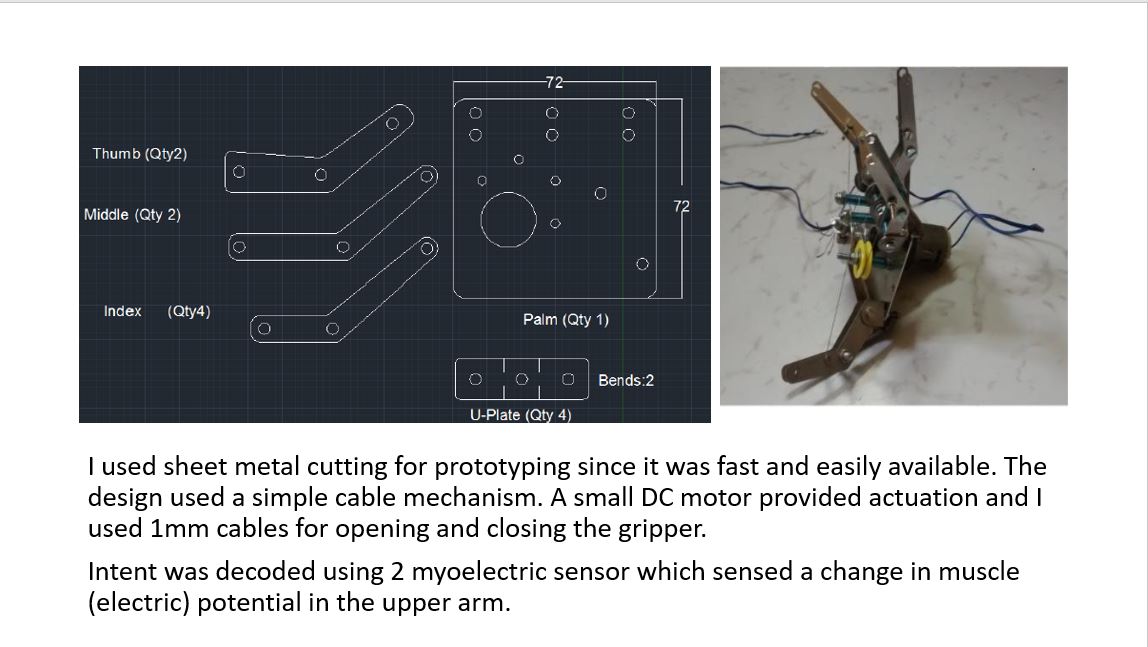 72
Thumb (Qty2)
Middle (Qty 2)
72
Index (Qty4)
Palm (Qty 1)
Bends:2
U-Plate (Qty 4)
I used sheet metal cutting for prototyping since it was fast and easily available. The
design used a simple cable mechanism. A small DC motor provided actuation and I
used 1mm cables for opening and closing the gripper.
Intent was decoded using 2 myoelectric sensor which sensed a change in muscle
(electric) potential in the upper arm.